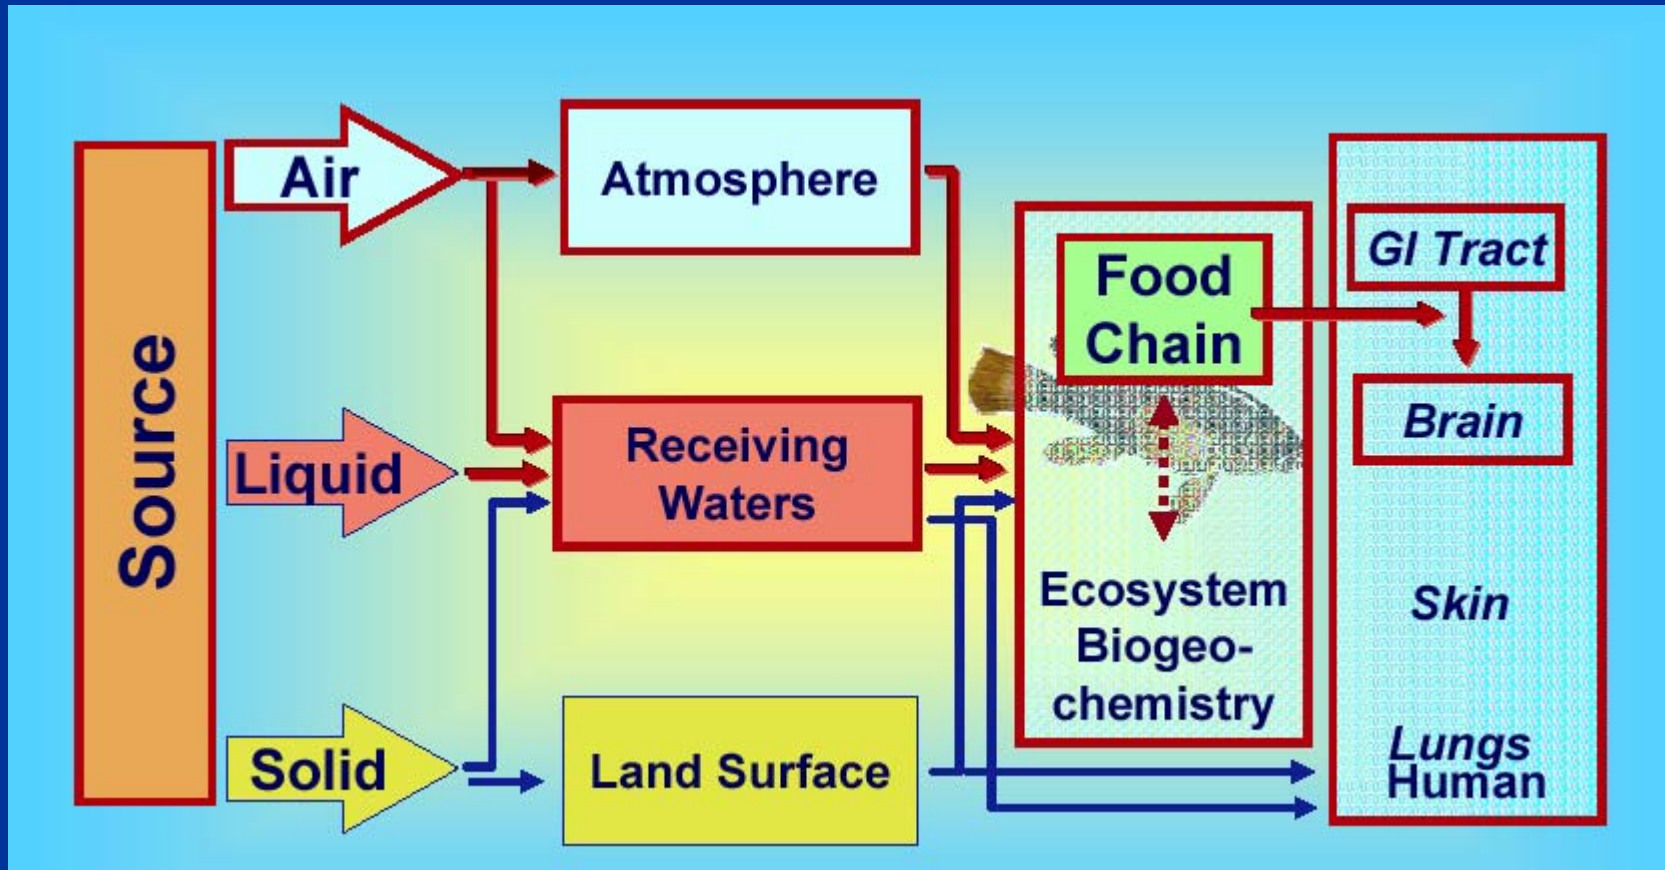 Source
Air
Liquid
Solid
Atmosphere
Receiving
Waters
Land Surface
Food
Chain
Ecosystem
Biogeo-
chemistry
GI Tract
Brain
Skin
Lungs
Human